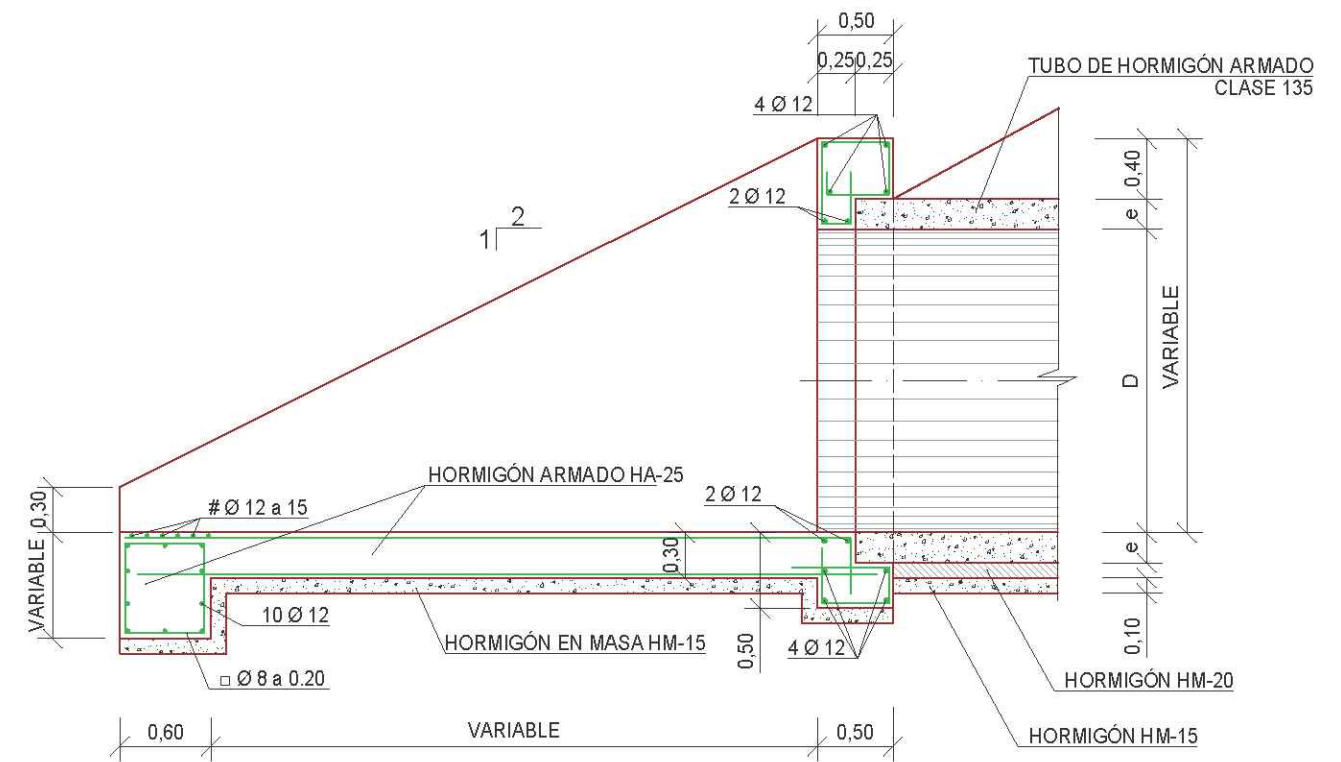 0,50
0,25 0,25
TUBO DE HORMIGÓN ARMADO
CLASE 135
4 Ø 12
0,40
2 Ø 12
e
2
1
VARIABLE
D
HORMIGÓN ARMADO HA-25
0,30
# Ø 12 a 15
2 Ø 12
VARIABLE
0,30
e
10 Ø 12
HORMIGÓN EN MASA HM-15
0,50
4 Ø 12
0,10
□ Ø 8 a 0.20
HORMIGÓN HM-20
0,60
VARIABLE
0,50
HORMIGÓN HM-15